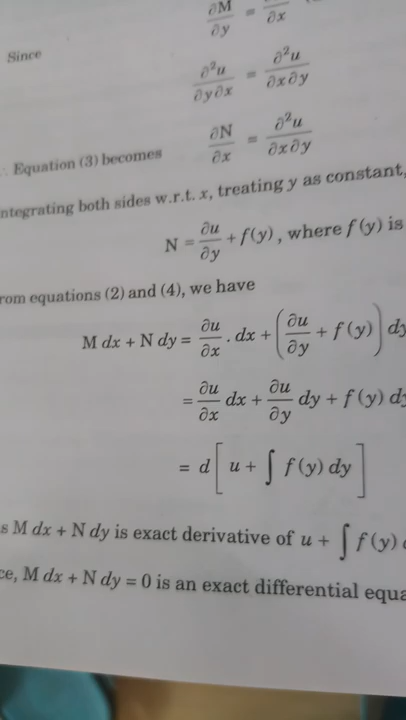 ∂M/∂y = /∂x
Since
∂²u/∂y∂x = ∂²u/∂x∂y
∴ Equation (3) becomes ∂N/∂x = ∂²u/∂x∂y
ntegrating both sides w.r.t. x, treating y as constant,
N = ∂u/∂y + f(y), where f(y) is
rom equations (2) and (4), we have
M dx + N dy = ∂u/∂x . dx + (∂u/∂y + f(y)) dy
= ∂u/∂x dx + ∂u/∂y dy + f(y) dy
= d[u + ∫ f(y) dy]
s M dx + N dy is exact derivative of u + ∫ f(y)
ce, M dx + N dy = 0 is an exact differential equa